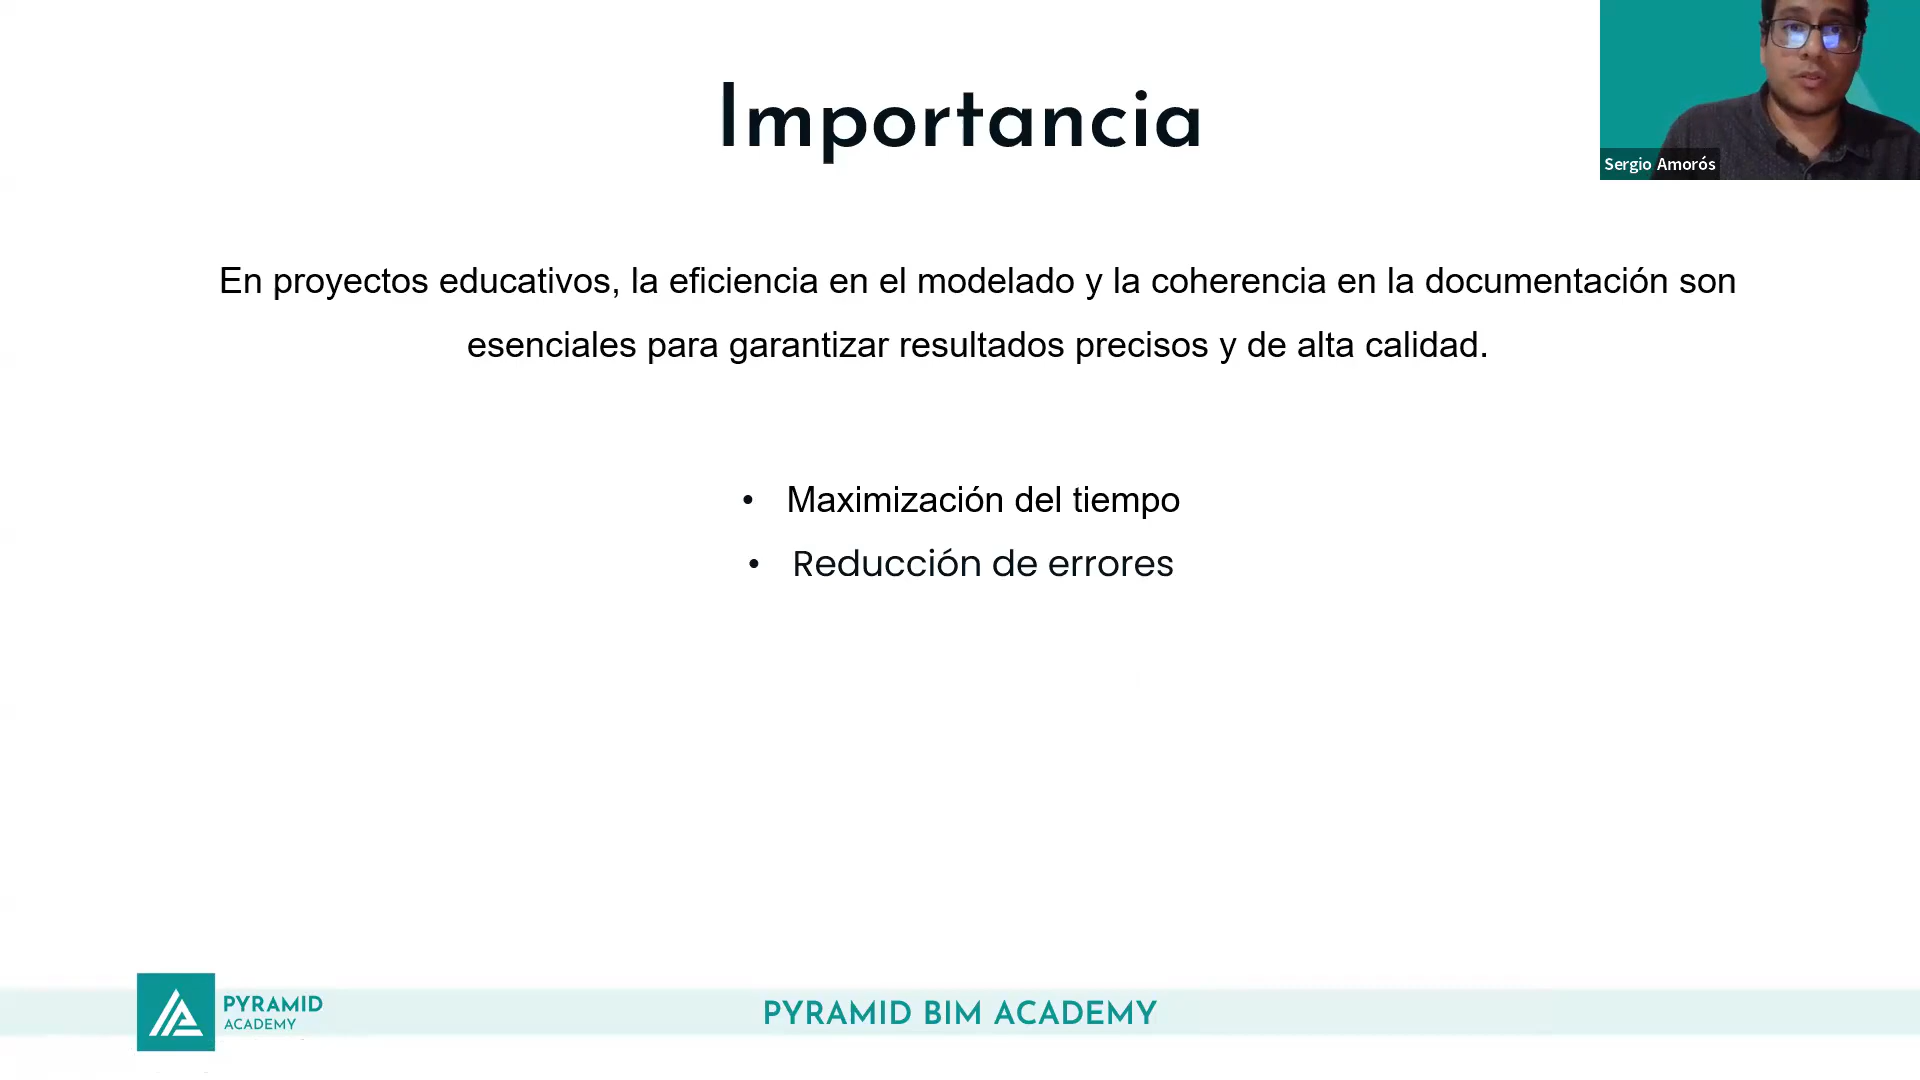 Importancia
Sergio Amorós
En proyectos educativos, la eficiencia en el modelado y la coherencia en la documentación son
esenciales para garantizar resultados precisos y de alta calidad.
• Maximización del tiempo
• Reducción de errores
PYRAMID
ACADEMY
PYRAMID BIM ACADEMY